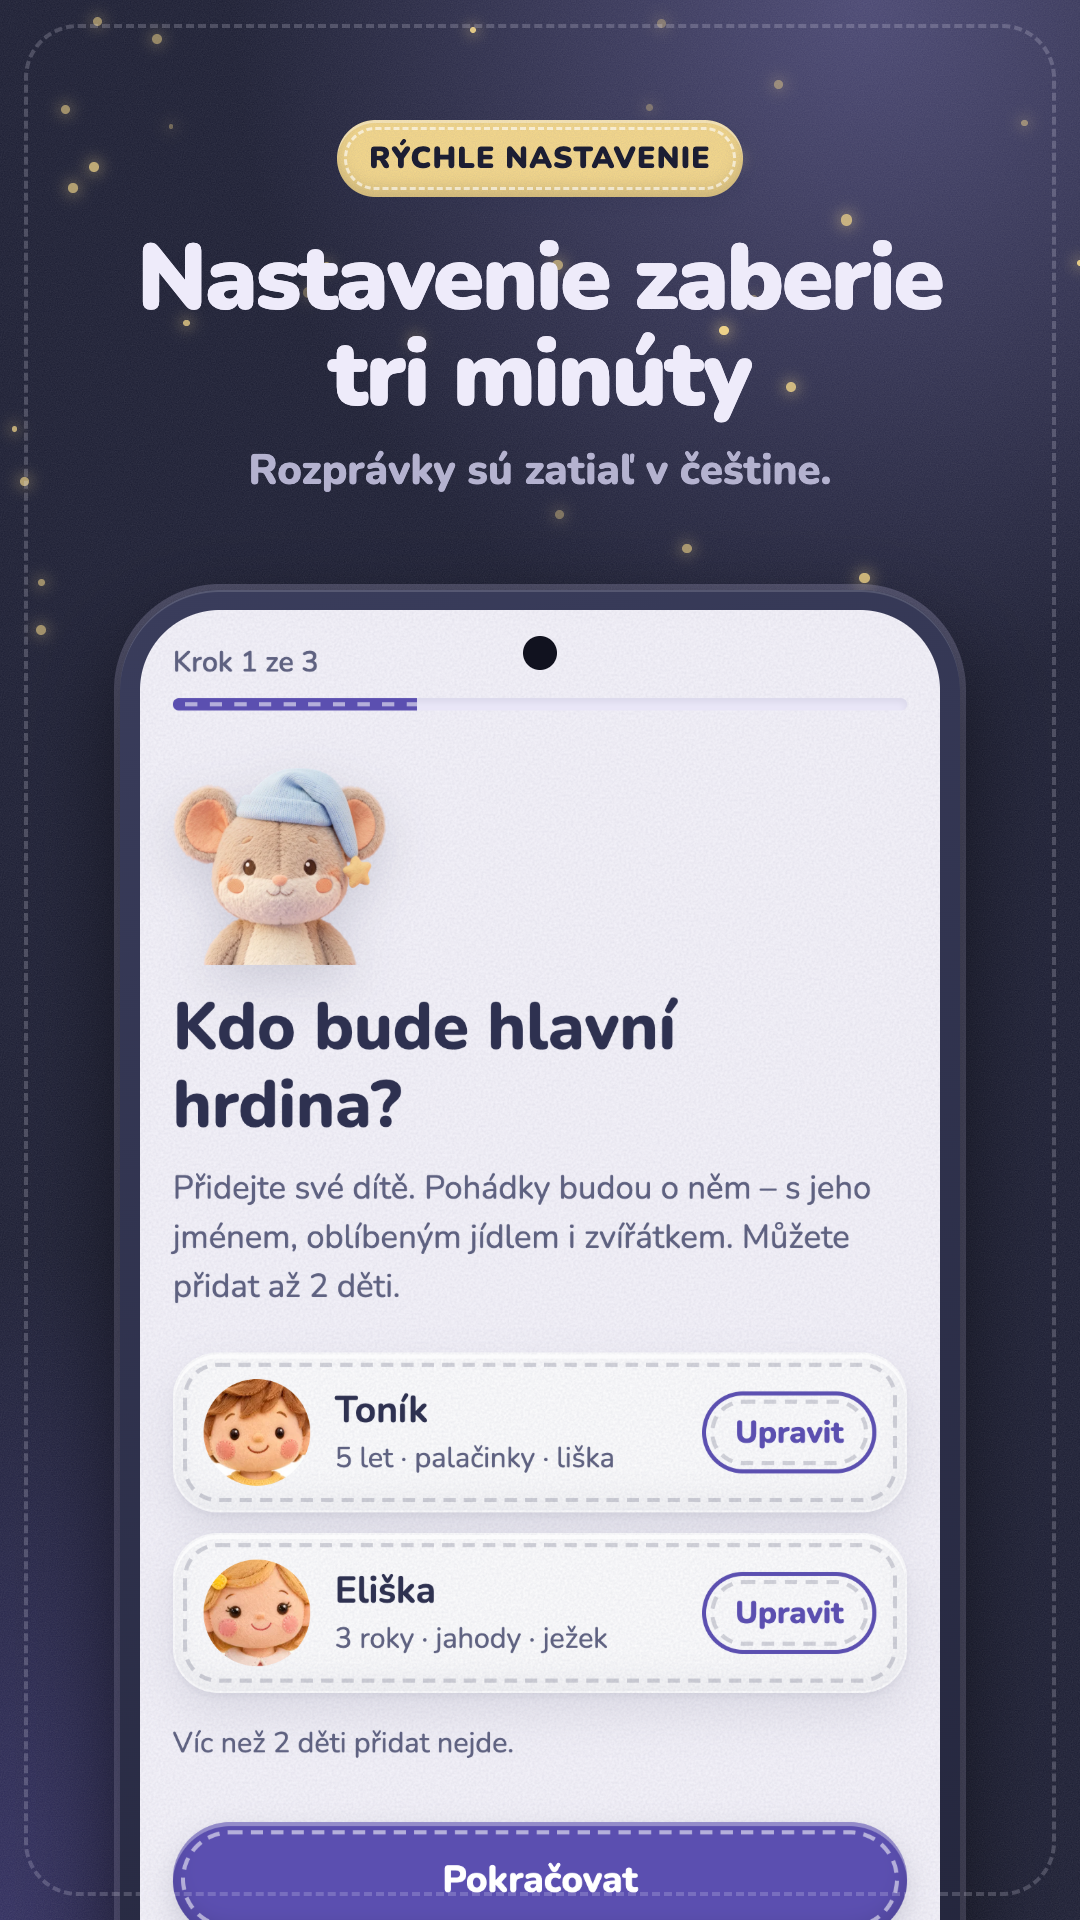 RÝCHLE NASTAVENIE
Nastavenie zaberie
tri minúty
Rozprávky sú zatiaľ v češtine.
Krok 1 ze 3
Kdo bude hlavní
hrdina?
Přidejte své dítě. Pohádky budou o něm – s jeho
jménem, oblíbeným jídlem i zvířátkem. Můžete
přidat až 2 děti.
Toník
5 let · palačinky · liška
Upravit
Eliška
3 roky · jahody · ježek
Upravit
Víc než 2 děti přidat nejde.
Pokračovat